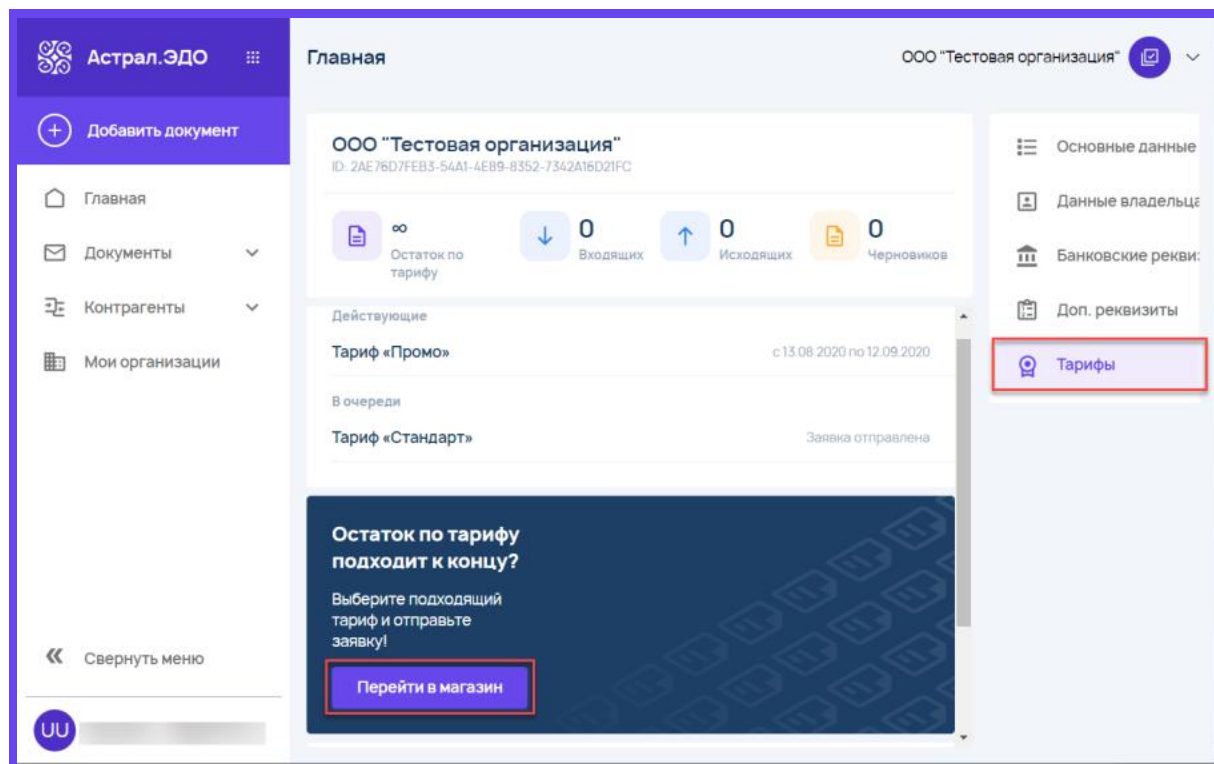 Астрал.ЭДО
Главная
ООО "Тестовая организация"
Добавить документ
Главная
Документы
Контрагенты
Мои организации
Свернуть меню
UU
ООО "Тестовая организация"
ID: 2AE76D7FEB3-54A1-4E89-8352-7342A16D21FC
∞
Остаток по
тарифу
0
Входящих
0
Исходящих
0
Черновиков
Действующие
Тариф «Промо»
с 13.08.2020 по 12.09.2020
В очереди
Тариф «Стандарт»
Заявка отправлена
Остаток по тарифу
подходит к концу?
Выберите подходящий
тариф и отправьте
заявку!
Перейти в магазин
Основные данные
Данные владельца
Банковские рекви
Доп. реквизиты
Тарифы